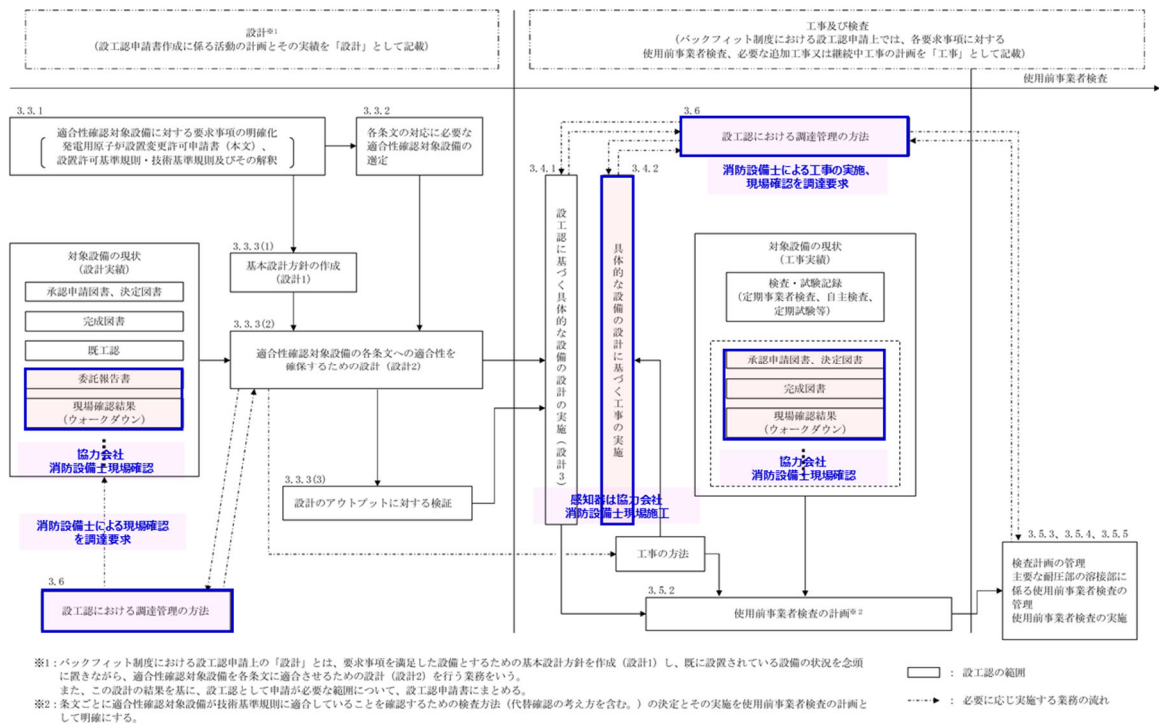 設計※1
(設工認申請書作成に係る活動の計画とその実績を「設計」として記載)
工事及び検査
(バックフィット制度における設工認申請上では、各要求事項に対する
使用前事業者検査、必要な追加工事又は継続中工事の計画を「工事」として記載)
使用前事業者検査
3.3.1
適合性確認対象設備に対する要求事項の明確化
発電用原子炉設置変更許可申請書(本文)、
設置許可基準規則・技術基準規則及びその解釈
3.3.2
各条文の対応に必要な
適合性確認対象設備の
選定
3.6
設工認における調達管理の方法
消防設備士による工事の実施、
現場確認を調達要求
3.4.1
設工認に基づく具体的な設備の設計の実施(設計3)
3.4.2
具体的な設備の設計に基づく工事の実施
感知器は協力会社
消防設備士現場施工
対象設備の現状
(設計実績)
承認申請図書、決定図書
完成図書
既工認
委託報告書
現場確認結果
(ウォークダウン)
協力会社
消防設備士現場確認
消防設備士による現場確認
を調達要求
3.6
設工認における調達管理の方法
3.3.3(1)
基本設計方針の作成
(設計1)
3.3.3(2)
適合性確認対象設備の各条文への適合性を
確保するための設計(設計2)
3.3.3(3)
設計のアウトプットに対する検証
対象設備の現状
(工事実績)
検査・試験記録
(定期事業者検査、自主検査、
定期試験等)
承認申請図書、決定図書
完成図書
現場確認結果
(ウォークダウン)
協力会社
消防設備士現場確認
工事の方法
3.5.2
使用前事業者検査の計画※2
3.5.3、3.5.4、3.5.5
検査計画の管理
主要な耐圧部の溶接部に
係る使用前事業者検査の
管理
使用前事業者検査の実施
※1:バックフィット制度における設工認申請上の「設計」とは、要求事項を満足した設備とするための基本設計方針を作成(設計1)し、既に設置されている設備の状況を念頭
に置きながら、適合性確認対象設備を各条文に適合させるための設計(設計2)を行う業務をいう。
また、この設計の結果を基に、設工認として申請が必要な範囲について、設工認申請書にまとめる。
※2:条文ごとに適合性確認対象設備が技術基準規則に適合していることを確認するための検査方法(代替確認の考え方を含む。)の決定とその実施を使用前事業者検査の計画と
して明確にする。
:設工認の範囲
:必要に応じ実施する業務の流れ